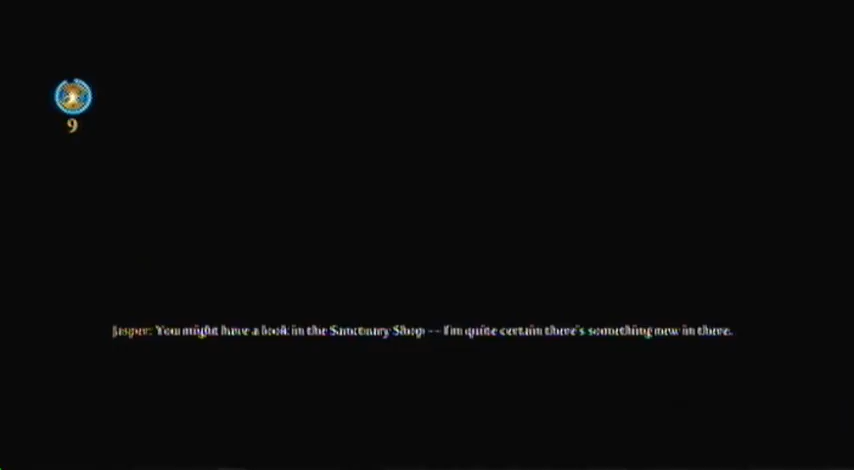 9
Jasper: You might have a look in the Sanctuary Shop -- I'm quite certain there's something new in there.